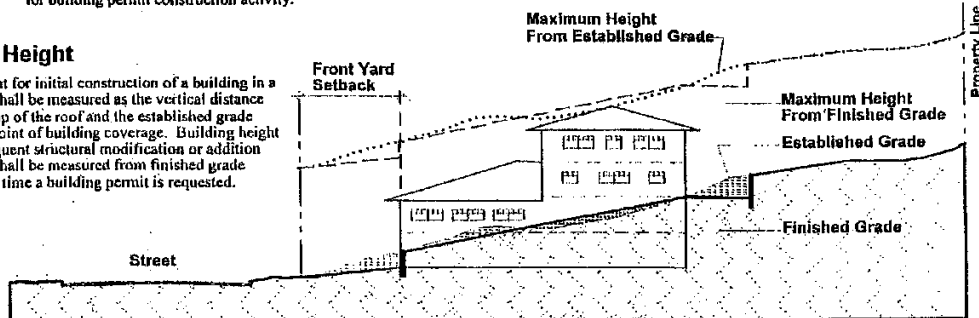 for building permit construction activity.
Height
t for initial construction of a building in a
hall be measured as the vertical distance
p of the roof and the established grade
oint of building coverage. Building height
quent structural modification or addition
hall be measured from finished grade
time a building permit is requested.
Front Yard
Setback
Maximum Height
From Established Grade
Property Line
Maximum Height
From Finished Grade
Established Grade
Finished Grade
Street